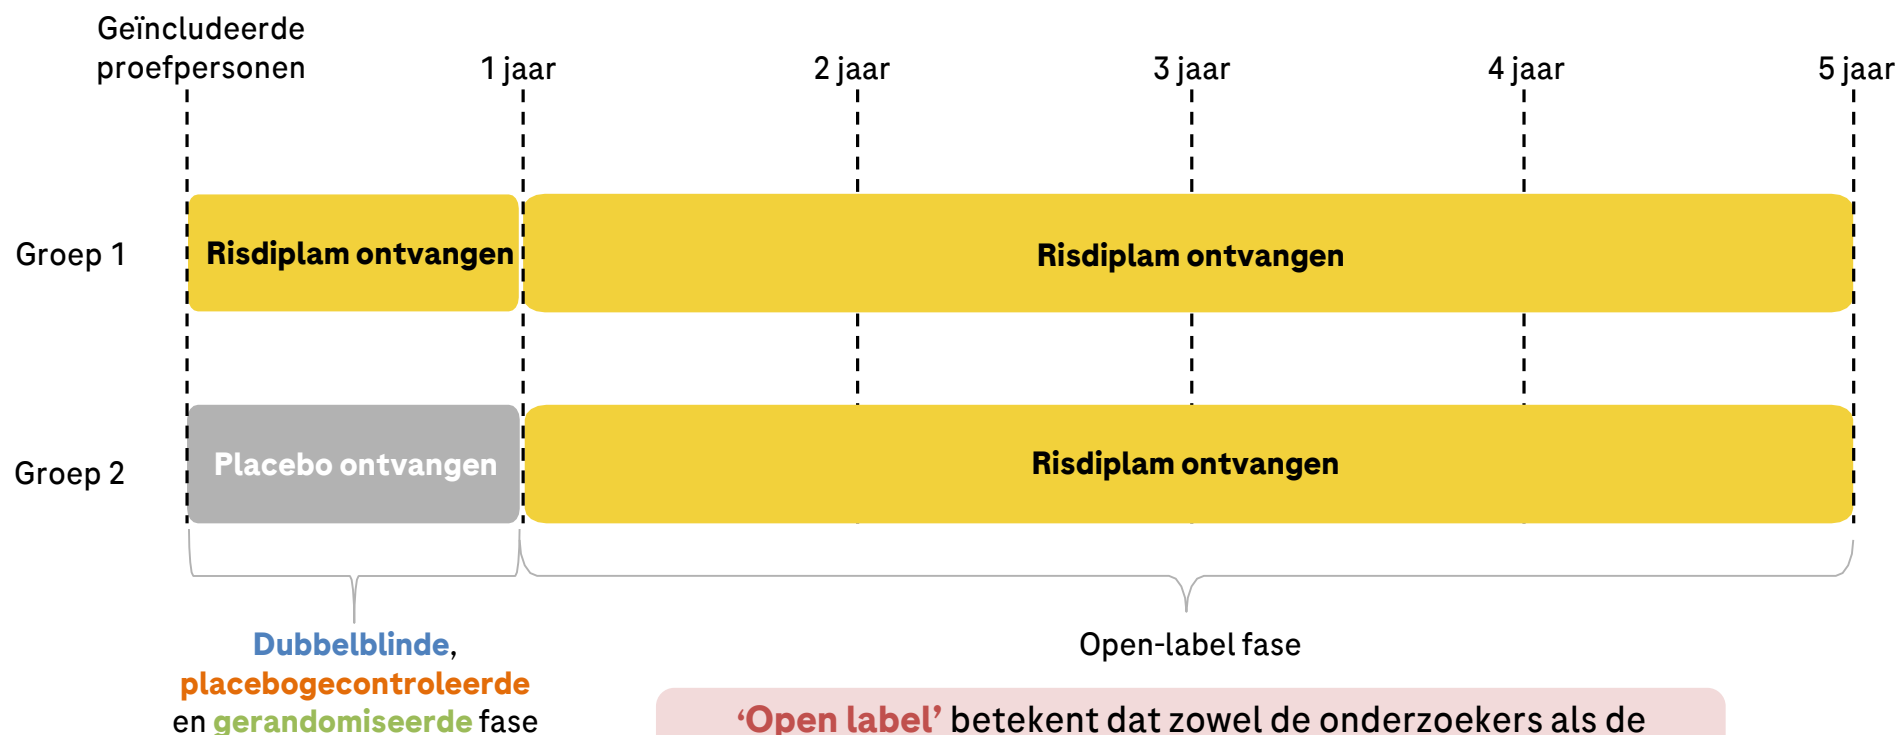 Geïncludeerde
proefpersonen
1 jaar
2 jaar
3 jaar
4 jaar
5 jaar
Groep 1
Risdiplam ontvangen
Risdiplam ontvangen
Groep 2
Placebo ontvangen
Risdiplam ontvangen
Dubbelblinde,
placebogecontroleerde
en gerandomiseerde fase
Open-label fase
‘Open label’ betekent dat zowel de onderzoekers als de